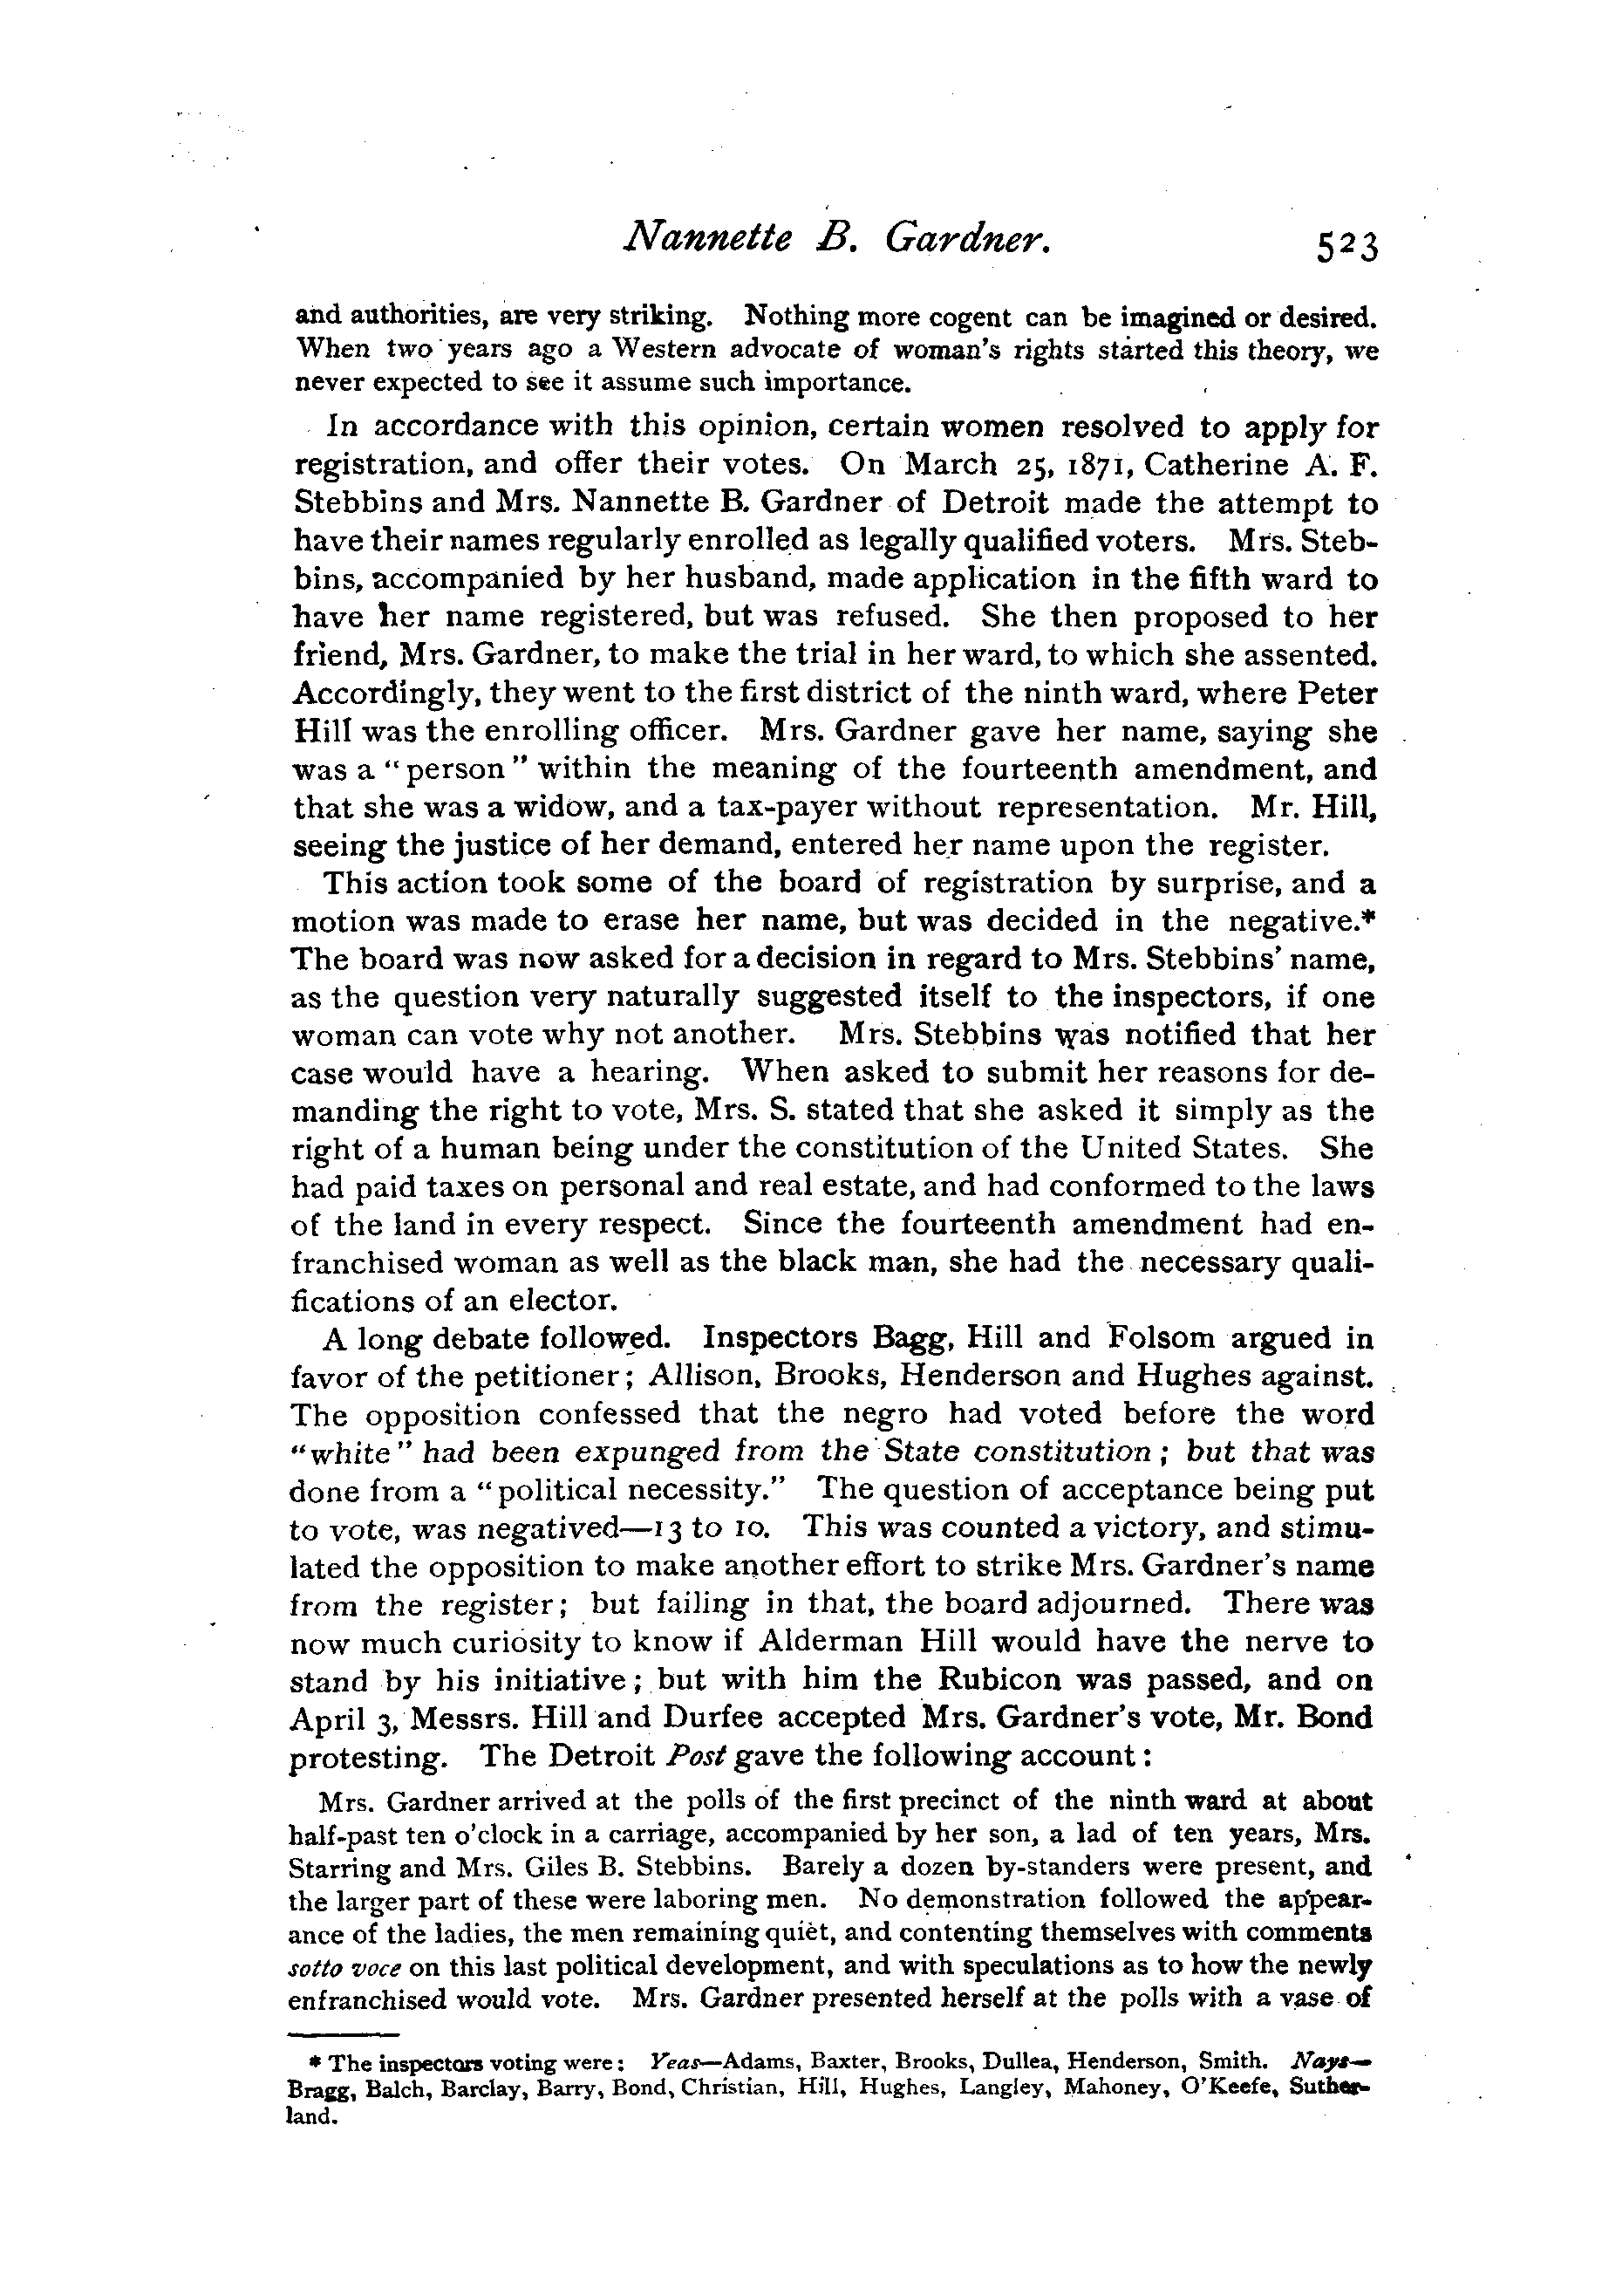 Nannette B. Gardner. 523
and authorities, are very striking. Nothing more cogent can be imagined or desired.
When two years ago a Western advocate of woman's rights started this theory, we
never expected to see it assume such importance.
In accordance with this opinion, certain women resolved to apply for
registration, and offer their votes. On March 25, 1871, Catherine A. F.
Stebbins and Mrs. Nannette B. Gardner of Detroit made the attempt to
have their names regularly enrolled as legally qualified voters. Mrs. Steb-
bins, accompanied by her husband, made application in the fifth ward to
have her name registered, but was refused. She then proposed to her
friend, Mrs. Gardner, to make the trial in her ward, to which she assented.
Accordingly, they went to the first district of the ninth ward, where Peter
Hill was the enrolling officer. Mrs. Gardner gave her name, saying she
was a "person" within the meaning of the fourteenth amendment, and
that she was a widow, and a tax-payer without representation. Mr. Hill,
seeing the justice of her demand, entered her name upon the register.
This action took some of the board of registration by surprise, and a
motion was made to erase her name, but was decided in the negative.*
The board was now asked for a decision in regard to Mrs. Stebbins' name,
as the question very naturally suggested itself to the inspectors, if one
woman can vote why not another. Mrs. Stebbins was notified that her
case would have a hearing. When asked to submit her reasons for de-
manding the right to vote, Mrs. S. stated that she asked it simply as the
right of a human being under the constitution of the United States. She
had paid taxes on personal and real estate, and had conformed to the laws
of the land in every respect. Since the fourteenth amendment had en-
franchised woman as well as the black man, she had the necessary quali-
fications of an elector.
A long debate followed. Inspectors Bagg, Hill and Folsom argued in
favor of the petitioner; Allison, Brooks, Henderson and Hughes against.
The opposition confessed that the negro had voted before the word
"white" had been expunged from the State constitution; but that was
done from a "political necessity." The question of acceptance being put
to vote, was negatived—13 to 10. This was counted a victory, and stimu-
lated the opposition to make another effort to strike Mrs. Gardner's name
from the register; but failing in that, the board adjourned. There was
now much curiosity to know if Alderman Hill would have the nerve to
stand by his initiative; but with him the Rubicon was passed, and on
April 3, Messrs. Hill and Durfee accepted Mrs. Gardner's vote, Mr. Bond
protesting. The Detroit Post gave the following account:
Mrs. Gardner arrived at the polls of the first precinct of the ninth ward at about
half-past ten o'clock in a carriage, accompanied by her son, a lad of ten years, Mrs.
Starring and Mrs. Giles B. Stebbins. Barely a dozen by-standers were present, and
the larger part of these were laboring men. No demonstration followed the appear-
ance of the ladies, the men remaining quiet, and contenting themselves with comments
sotto voce on this last political development, and with speculations as to how the newly
enfranchised would vote. Mrs. Gardner presented herself at the polls with a vase of
* The inspectors voting were: Yeas—Adams, Baxter, Brooks, Dullea, Henderson, Smith. Nays—
Bragg, Balch, Barclay, Barry, Bond, Christian, Hill, Hughes, Langley, Mahoney, O'Keefe, Suther-
land.